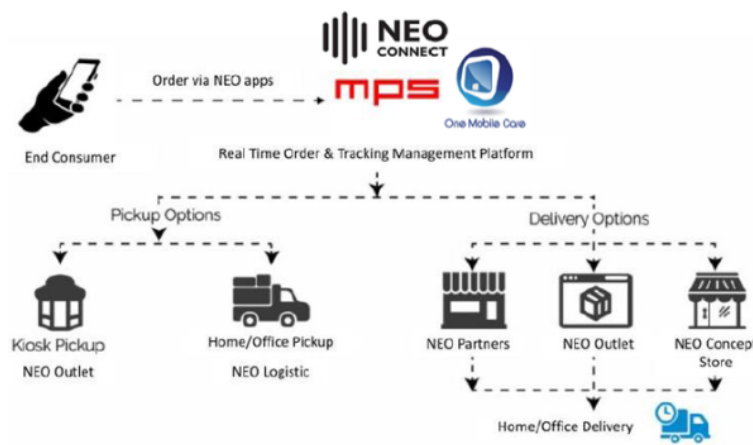 NEO
CONNECT
Order via NEO apps
mps
One Mobile Care
End Consumer
Real Time Order & Tracking Management Platform
Pickup Options
Delivery Options
Kiosk Pickup
NEO Outlet
Home/Office Pickup
NEO Logistic
NEO Partners
NEO Outlet
NEO Concept
Store
Home/Office Delivery